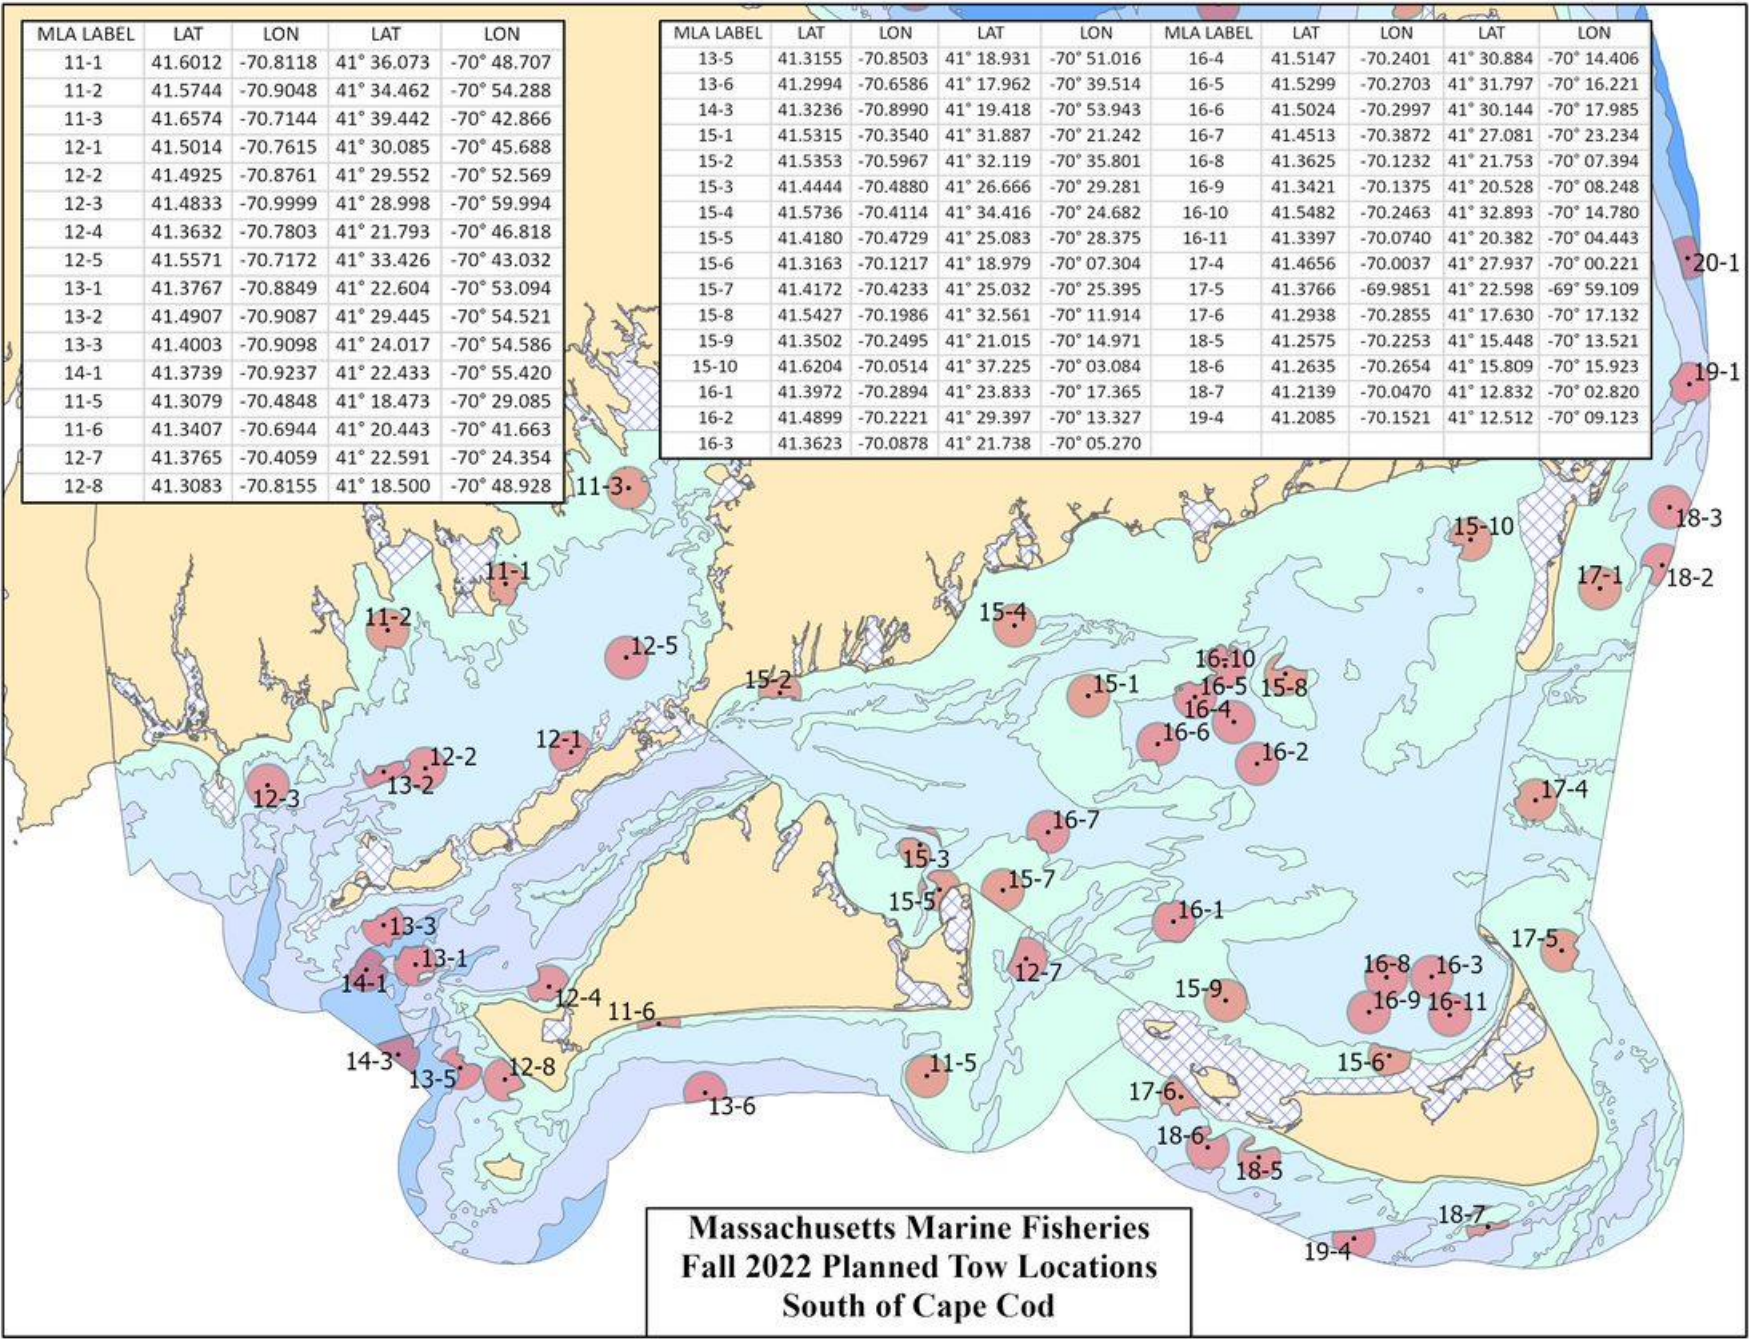 MLA LABEL LAT LON LAT LON
11-1 41.6012 -70.8118 41° 36.073 -70° 48.707
11-2 41.5744 -70.9048 41° 34.462 -70° 54.288
11-3 41.6574 -70.7144 41° 39.442 -70° 42.866
12-1 41.5014 -70.7615 41° 30.085 -70° 45.688
12-2 41.4925 -70.8761 41° 29.552 -70° 52.569
12-3 41.4833 -70.9999 41° 28.998 -70° 59.994
12-4 41.3632 -70.7803 41° 21.793 -70° 46.818
12-5 41.5571 -70.7172 41° 33.426 -70° 43.032
13-1 41.3767 -70.8849 41° 22.604 -70° 53.094
13-2 41.4907 -70.9087 41° 29.445 -70° 54.521
13-3 41.4003 -70.9098 41° 24.017 -70° 54.586
14-1 41.3739 -70.9237 41° 22.433 -70° 55.420
11-5 41.3079 -70.4848 41° 18.473 -70° 29.085
11-6 41.3407 -70.6944 41° 20.443 -70° 41.663
12-7 41.3765 -70.4059 41° 22.591 -70° 24.354
12-8 41.3083 -70.8155 41° 18.500 -70° 48.928
MLA LABEL LAT LON LAT LON MLA LABEL LAT LON LAT LON
13-5 41.3155 -70.8503 41° 18.931 -70° 51.016 16-4 41.5147 -70.2401 41° 30.884 -70° 14.406
13-6 41.2994 -70.6586 41° 17.962 -70° 39.514 16-5 41.5299 -70.2703 41° 31.797 -70° 16.221
14-3 41.3236 -70.8990 41° 19.418 -70° 53.943 16-6 41.5024 -70.2997 41° 30.144 -70° 17.985
15-1 41.5315 -70.3540 41° 31.887 -70° 21.242 16-7 41.4513 -70.3872 41° 27.081 -70° 23.234
15-2 41.5353 -70.5967 41° 32.119 -70° 35.801 16-8 41.3625 -70.1232 41° 21.753 -70° 07.394
15-3 41.4444 -70.4880 41° 26.666 -70° 29.281 16-9 41.3421 -70.1375 41° 20.528 -70° 08.248
15-4 41.5736 -70.4114 41° 34.416 -70° 24.682 16-10 41.5482 -70.2463 41° 32.893 -70° 14.780
15-5 41.4180 -70.4729 41° 25.083 -70° 28.375 16-11 41.3397 -70.0740 41° 20.382 -70° 04.443
15-6 41.3163 -70.1217 41° 18.979 -70° 07.304 17-4 41.4656 -70.0037 41° 27.937 -70° 00.221
15-7 41.4172 -70.4233 41° 25.032 -70° 25.395 17-5 41.3766 -69.9851 41° 22.598 -69° 59.109
15-8 41.5427 -70.1986 41° 32.561 -70° 11.914 17-6 41.2938 -70.2855 41° 17.630 -70° 17.132
15-9 41.3502 -70.2495 41° 21.015 -70° 14.971 18-5 41.2575 -70.2253 41° 15.448 -70° 13.521
15-10 41.6204 -70.0514 41° 37.225 -70° 03.084 18-6 41.2635 -70.2654 41° 15.809 -70° 15.923
16-1 41.3972 -70.2894 41° 23.833 -70° 17.365 18-7 41.2139 -70.0470 41° 12.832 -70° 02.820
16-2 41.4899 -70.2221 41° 29.397 -70° 13.327 19-4 41.2085 -70.1521 41° 12.512 -70° 09.123
16-3 41.3623 -70.0878 41° 21.738 -70° 05.270
20-1
19-1
11-3
18-3
15-10
11-1
17-1
18-2
11-2
15-4
12-5
16-10
15-2
15-1
16-5
15-8
16-4
12-1
16-6
12-2
16-2
13-2
12-3
17-4
16-7
15-3
15-7
15-5
16-1
13-3
17-5
13-1
12-7
16-8
16-3
14-1
12-4
15-9
16-9
16-11
11-6
14-3
15-6
11-5
12-8
13-5
17-6
13-6
18-6
18-5
18-7
19-4
Massachusetts Marine Fisheries
Fall 2022 Planned Tow Locations
South of Cape Cod